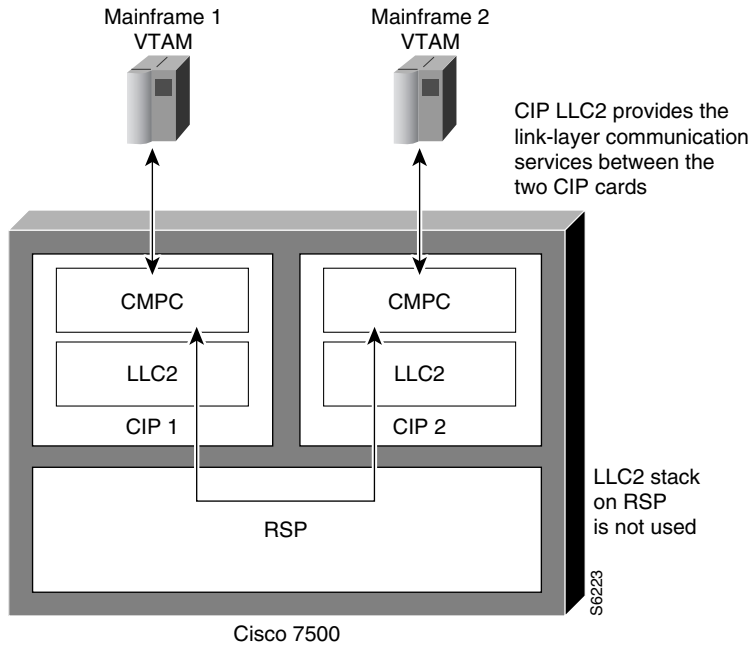 Mainframe 1
VTAM
Mainframe 2
VTAM
CIP LLC2 provides the
link-layer communication
services between the
two CIP cards
CMPC
LLC2
CIP 1
CMPC
LLC2
CIP 2
RSP
LLC2 stack
on RSP
is not used
S6223
Cisco 7500